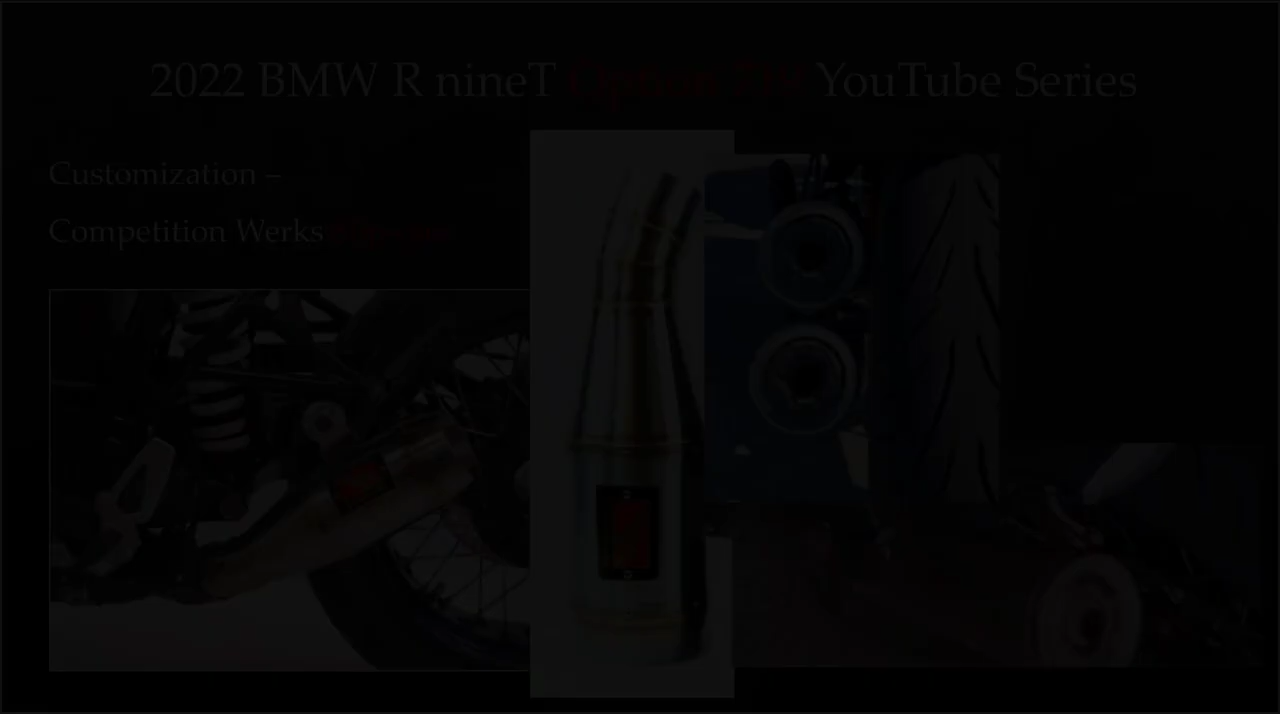 2022 BMW R nineT Option 719 YouTube Series
Customization –
Competition Werks